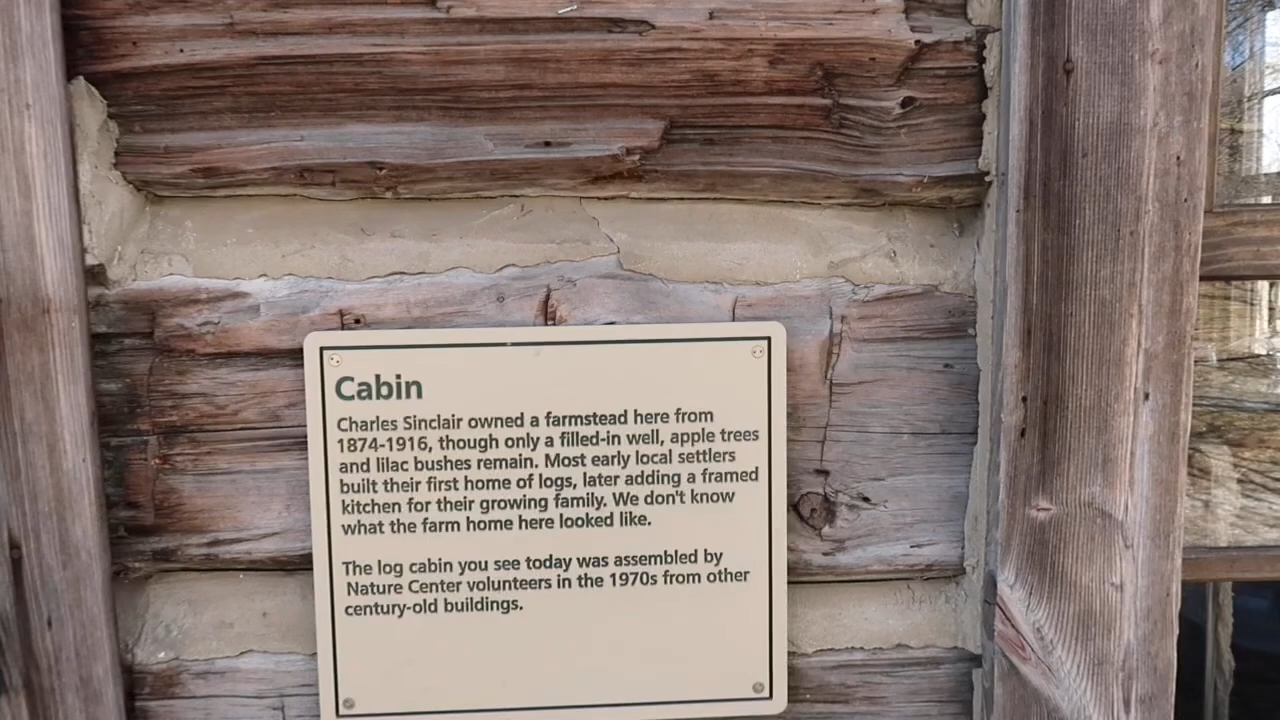 Cabin
Charles Sinclair owned a farmstead here from
1874-1916, though only a filled-in well, apple trees
and lilac bushes remain. Most early local settlers
built their first home of logs, later adding a framed
kitchen for their growing family. We don't know
what the farm home here looked like.
The log cabin you see today was assembled by
Nature Center volunteers in the 1970s from other
century-old buildings.